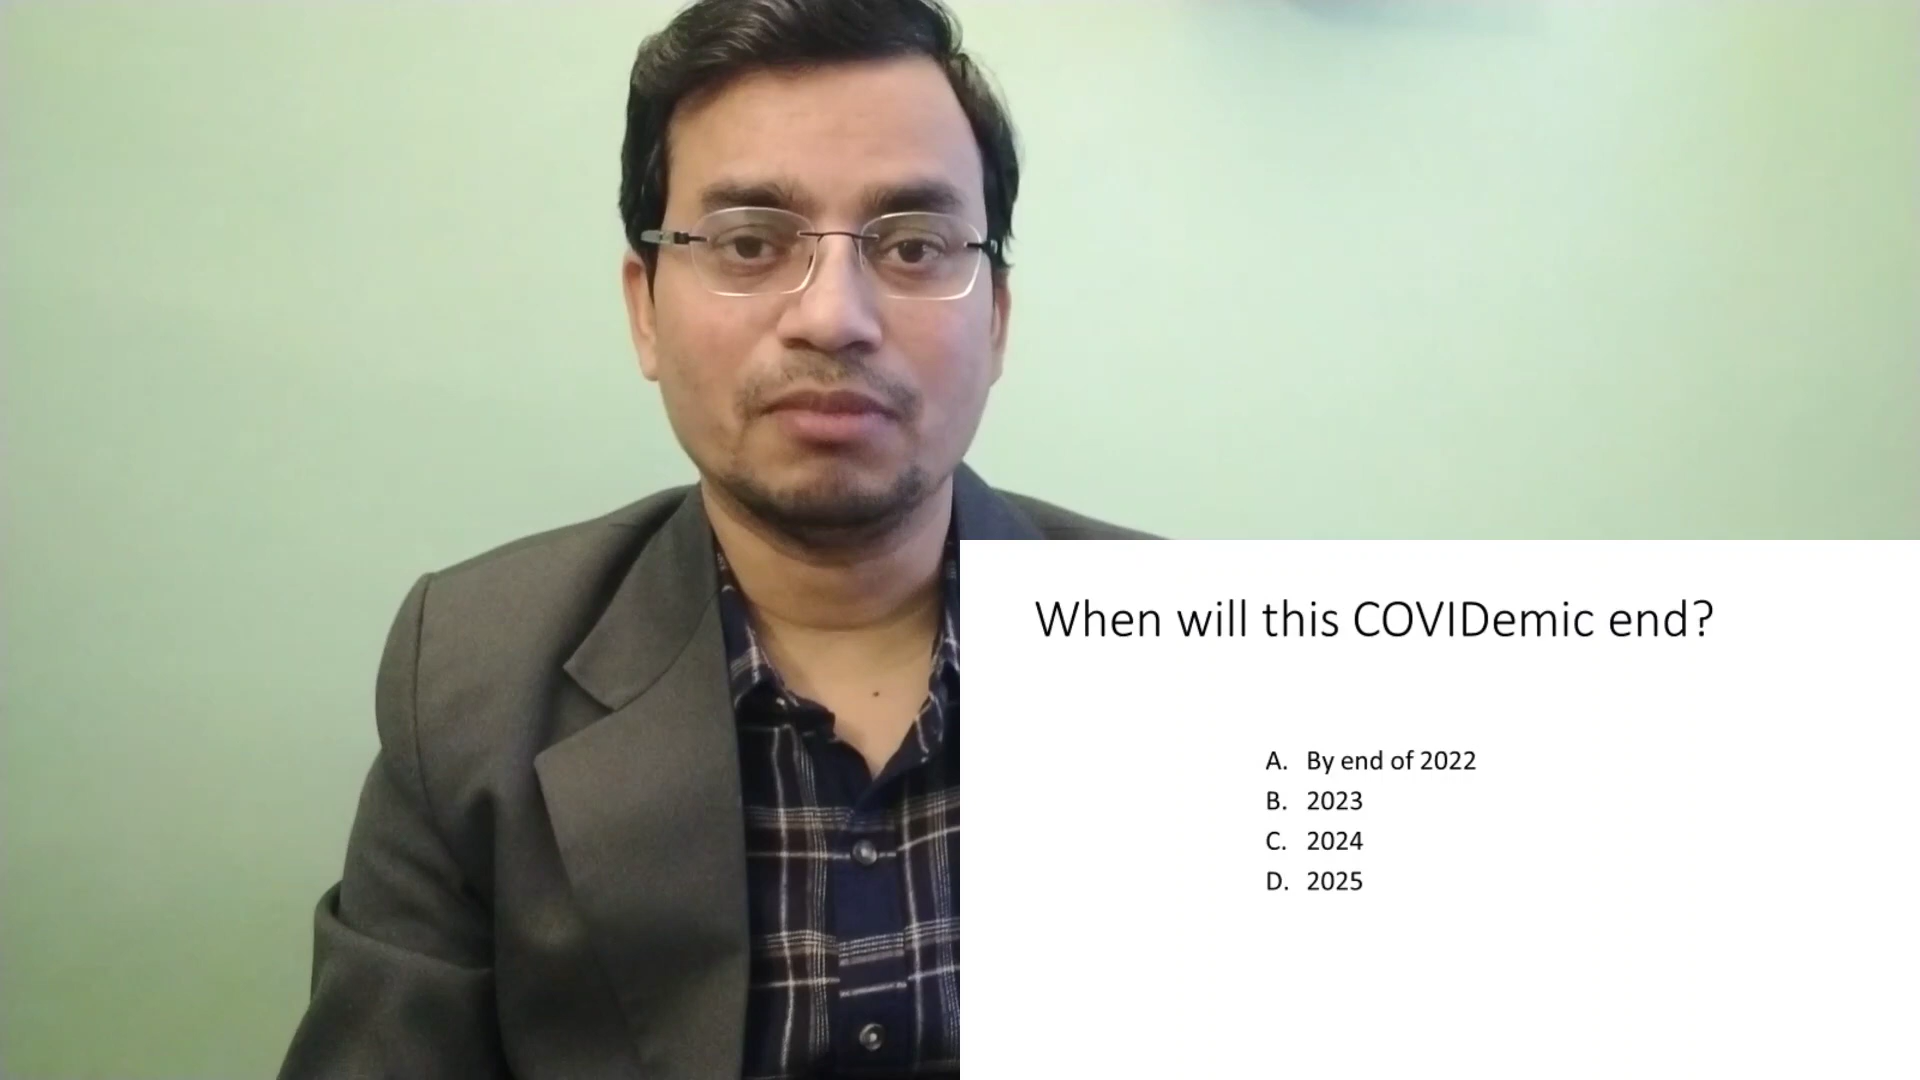 When will this COVIDemic end?
A. By end of 2022
B. 2023
C. 2024
D. 2025